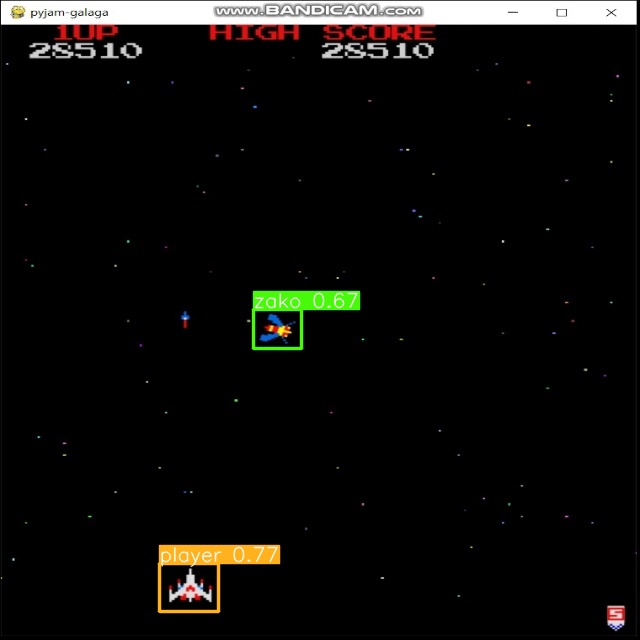 pyjam-galaga
www.BANDICAM.com
1UP HIGH SCORE
28510 28510
zako 0.67
player 0.77
5